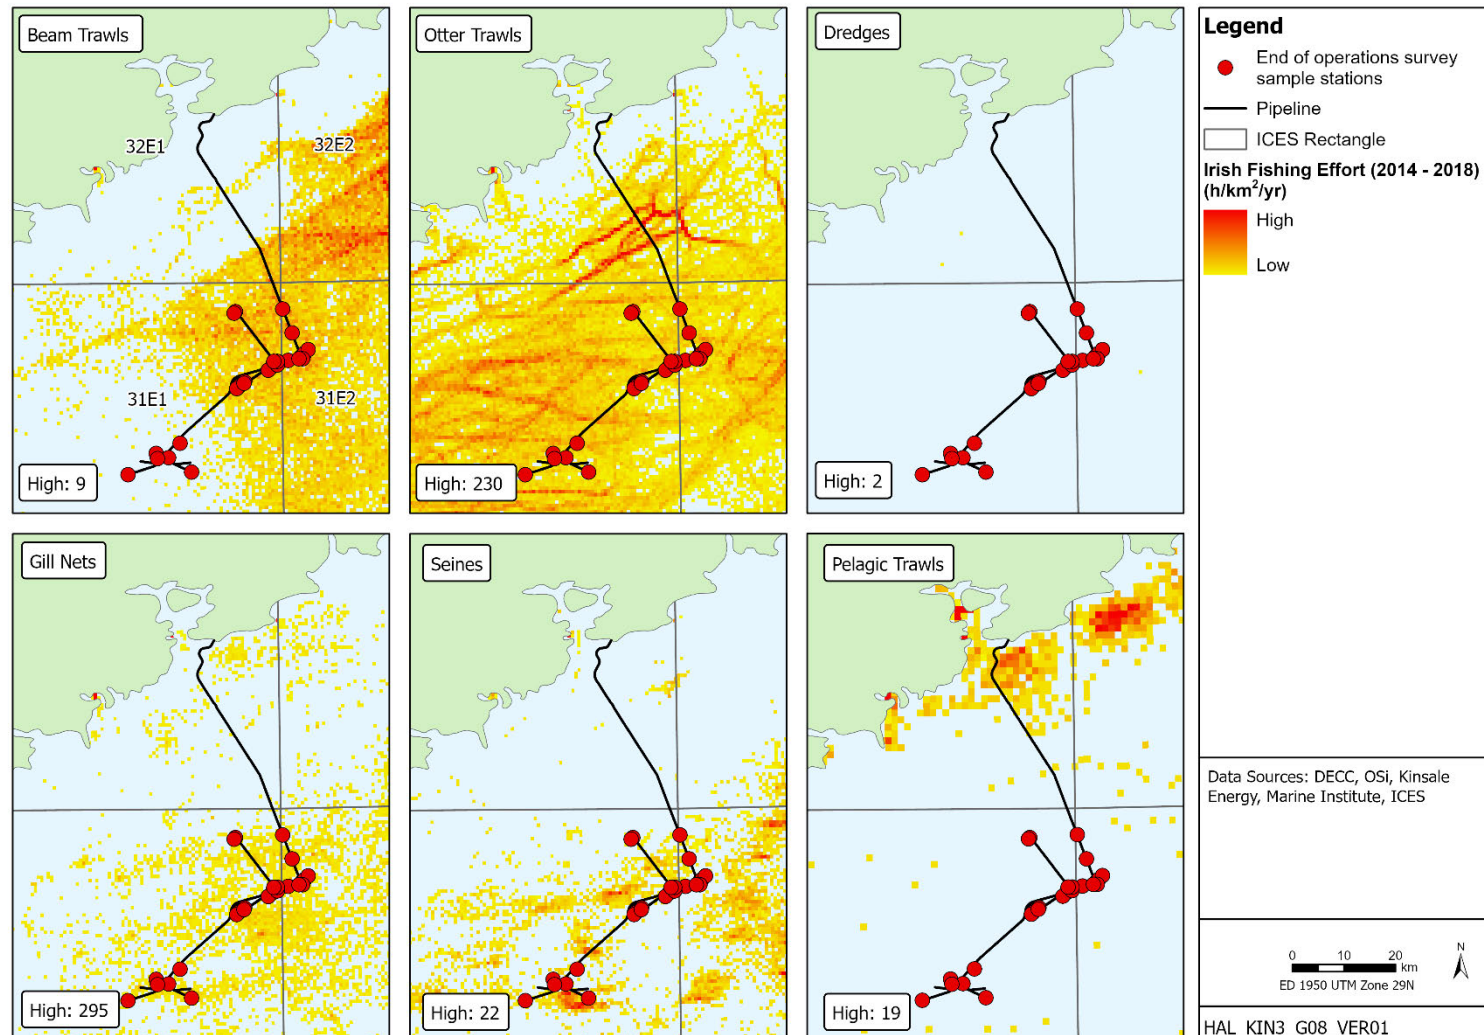 Beam Trawls
32E1
32E2
31E1
31E2
High: 9
Otter Trawls
High: 230
Dredges
High: 2
Gill Nets
High: 295
Seines
High: 22
Pelagic Trawls
High: 19
Legend
End of operations survey
sample stations
Pipeline
ICES Rectangle
Irish Fishing Effort (2014 - 2018)
(h/km²/yr)
High
Low
Data Sources: DECC, OSi, Kinsale
Energy, Marine Institute, ICES
0 10 20
km
N
ED 1950 UTM Zone 29N
HAL_KIN3_G08_VER01